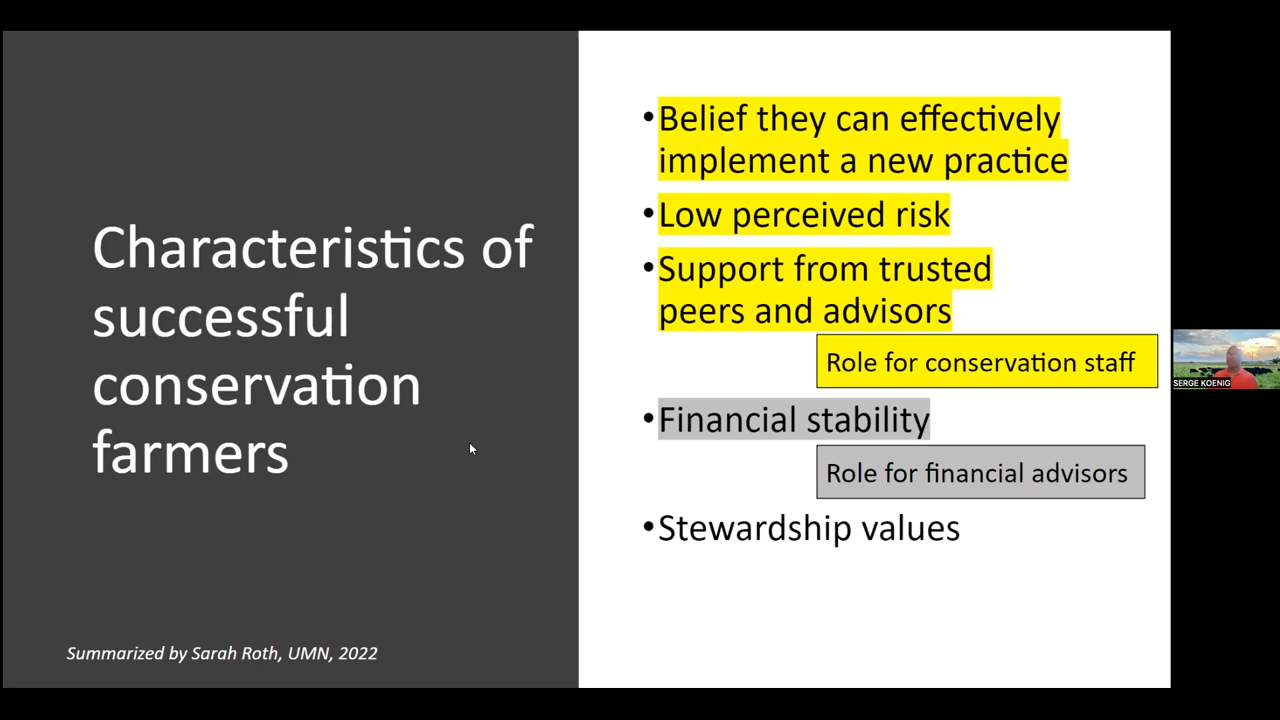 Characteristics of
successful
conservation
farmers
Summarized by Sarah Roth, UMN, 2022
•Belief they can effectively
implement a new practice
•Low perceived risk
•Support from trusted
peers and advisors
Role for conservation staff
•Financial stability
Role for financial advisors
•Stewardship values
SERGE KOENIG